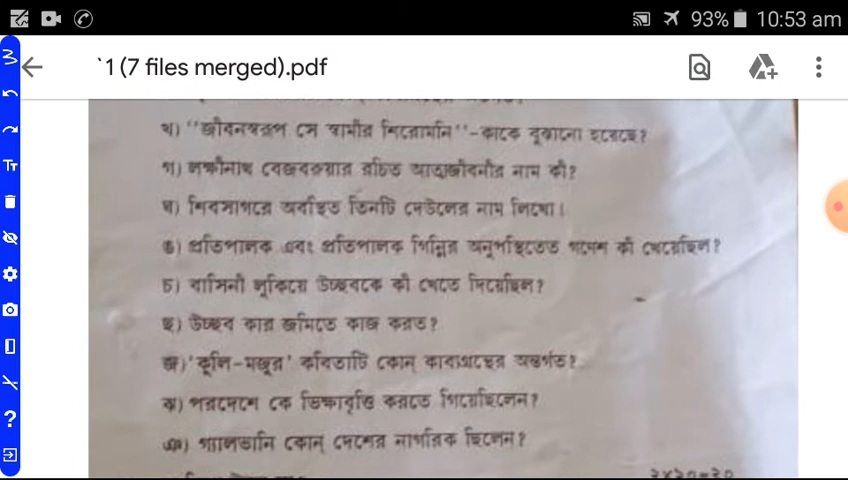 93% 10:53 am
`1 (7 files merged).pdf
খ) "জীবনস্বরূপ সে স্বামীর শিরোমনি"-কাকে বুঝানো হয়েছে?
গ) লক্ষীনাথ বেজবরুয়ার রচিত আত্মজীবনীর নাম কী?
ঘ) শিবসাগরে অবস্থিত তিনটি দেউলের নাম লিখো।
ঙ) প্রতিপালক এবং প্রতিপালক গিন্নির অনুপস্থিতেত গণেশ কী খেয়েছিল?
চ) বাসিনী লুকিয়ে উচ্ছবকে কী খেতে দিয়েছিল?
ছ) উচ্ছব কার জমিতে কাজ করত?
জ) 'কুলি-মজুর' কবিতাটি কোন্ কাব্যগ্রন্থের অন্তর্গত?
ঝ) পরদেশে কে ভিক্ষাবৃত্তি করতে গিয়েছিলেন?
ঞ) গ্যালভানি কোন্ দেশের নাগরিক ছিলেন?
২x১০=২০